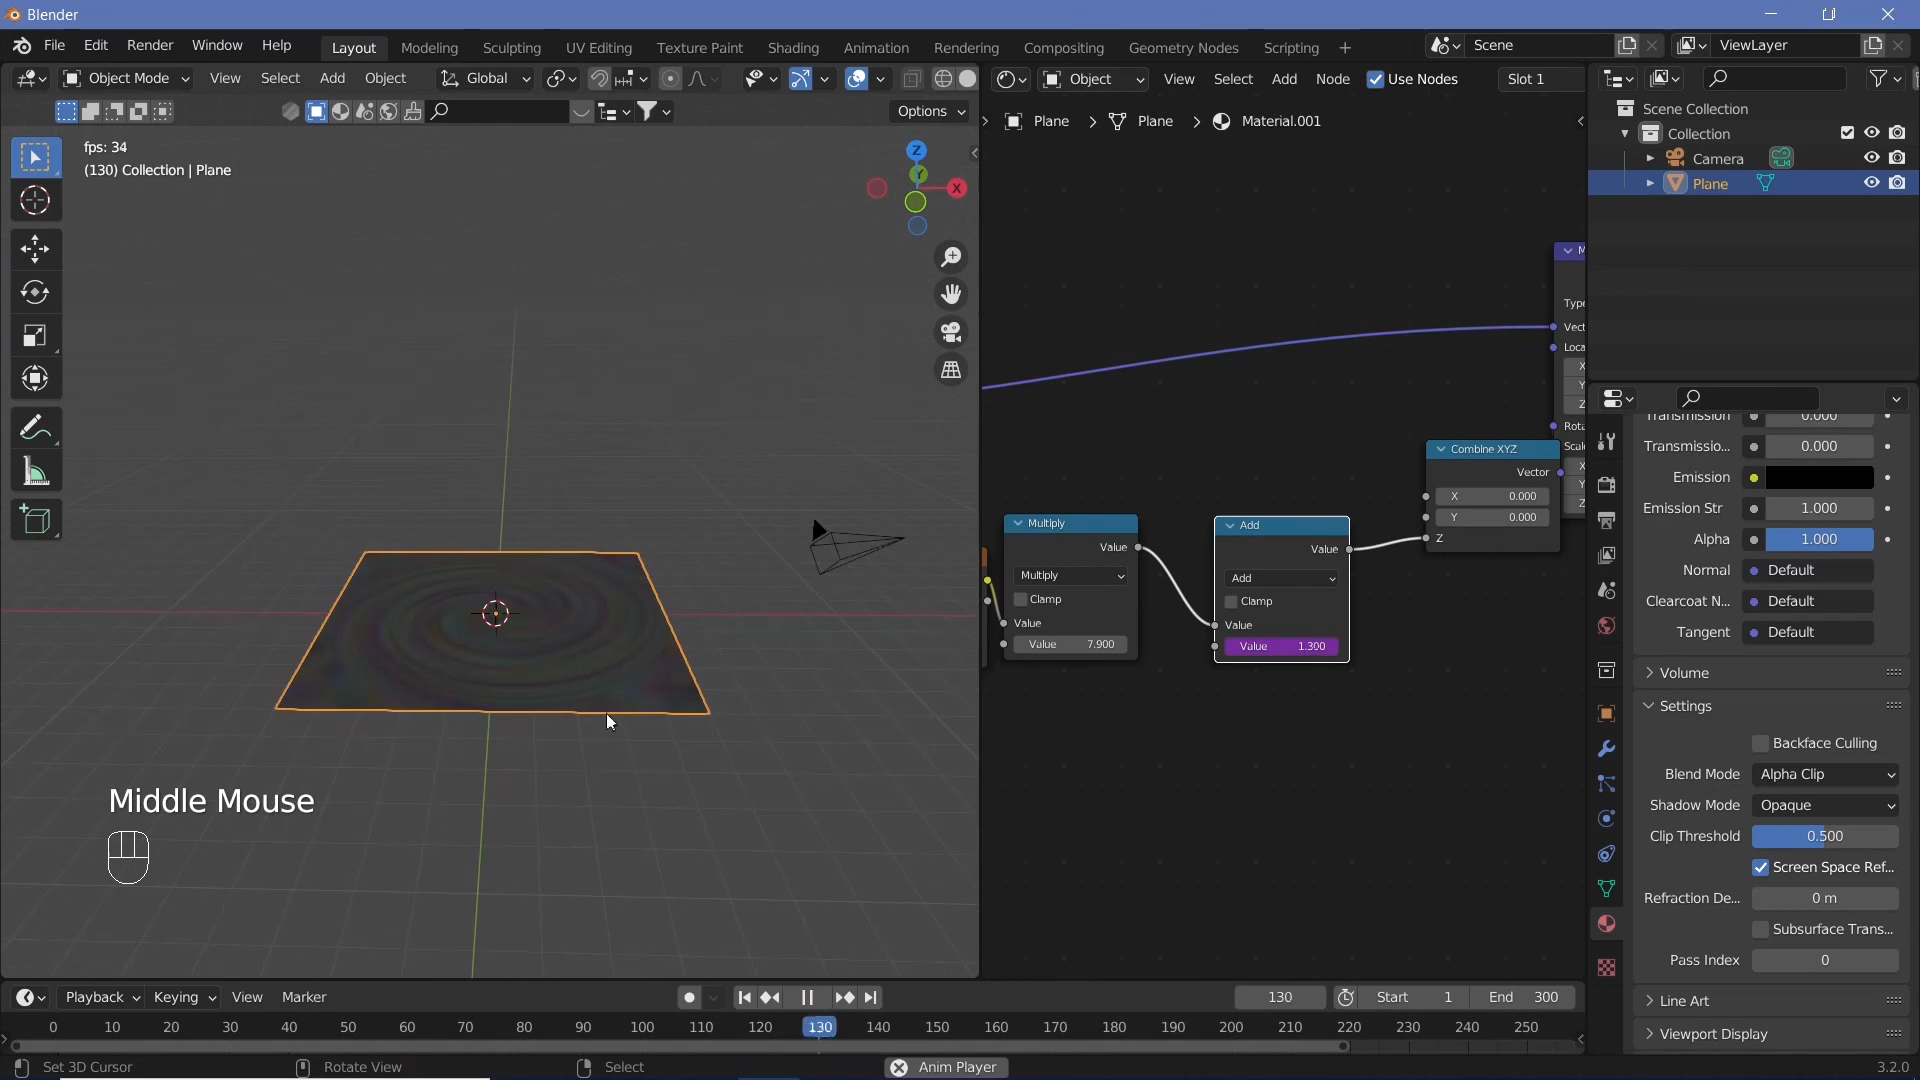 Blender
File Edit Render Window Help
Layout Modeling Sculpting UV Editing Texture Paint Shading Animation Rendering Compositing Geometry Nodes Scripting
Scene
ViewLayer
Object Mode View Select Add Object Global
Object View Select Add Node Use Nodes Slot 1
Options
fps: 34
(130) Collection | Plane
Z
Y
X
Plane > Plane > Material.001
Scene Collection
Collection
Camera
Plane
Vect
X
Y
Z
X
Y
Z
Combine XYZ
Vector
X 0.000
Y 0.000
Z
Multiply
Value
Multiply
Clamp
Value
Value 7.900
Add
Value
Add
Clamp
Value
Value 1.300
Transmission 0.000
Transmissio... 0.000
Emission
Emission Str 1.000
Alpha 1.000
Normal Default
Clearcoat N... Default
Tangent Default
Volume
Settings
Backface Culling
Blend Mode Alpha Clip
Shadow Mode Opaque
Clip Threshold 0.500
Screen Space Ref...
Refraction De... 0 m
Subsurface Trans...
Pass Index 0
Line Art
Viewport Display
Middle Mouse
Playback Keying View Marker
130 Start 1 End 300
0 10 20 30 40 50 60 70 80 90 100 110 120 130 140 150 160 170 180 190 200 210 220 230 240 250
Set 3D Cursor Rotate View Select Anim Player 3.2.0